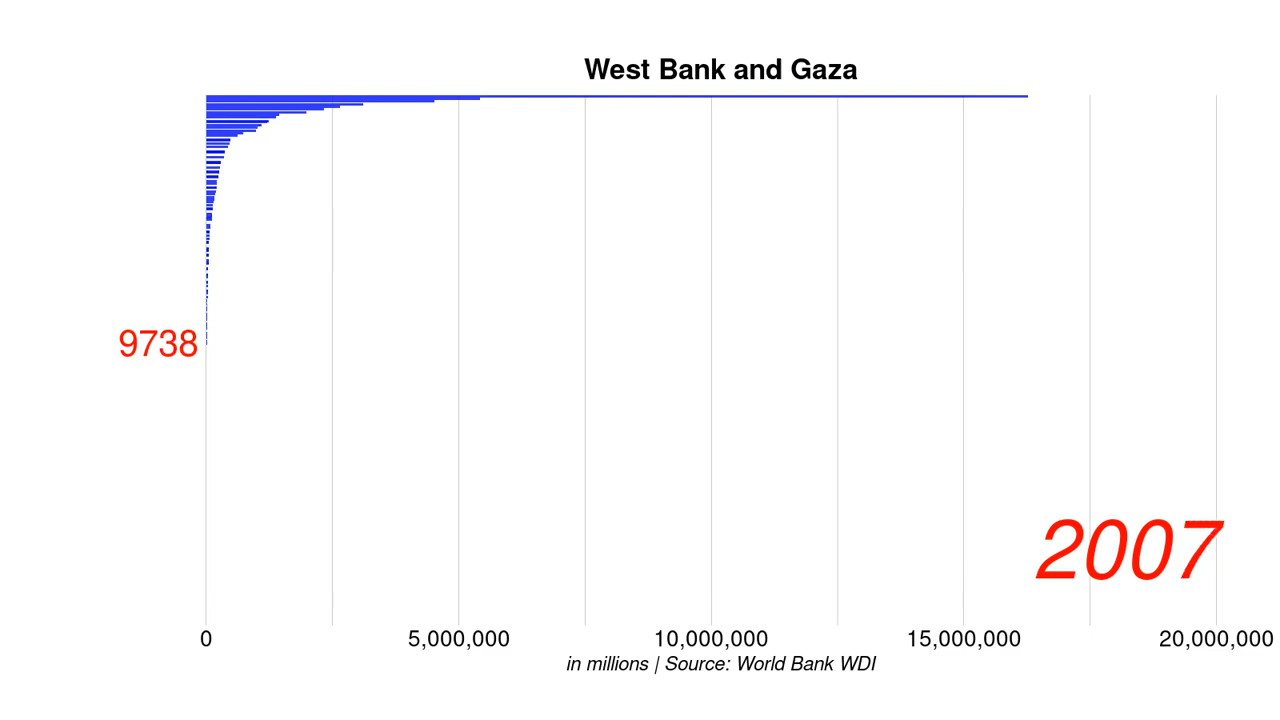 West Bank and Gaza
9738
2007
0 5,000,000 10,000,000 15,000,000 20,000,000
in millions | Source: World Bank WDI